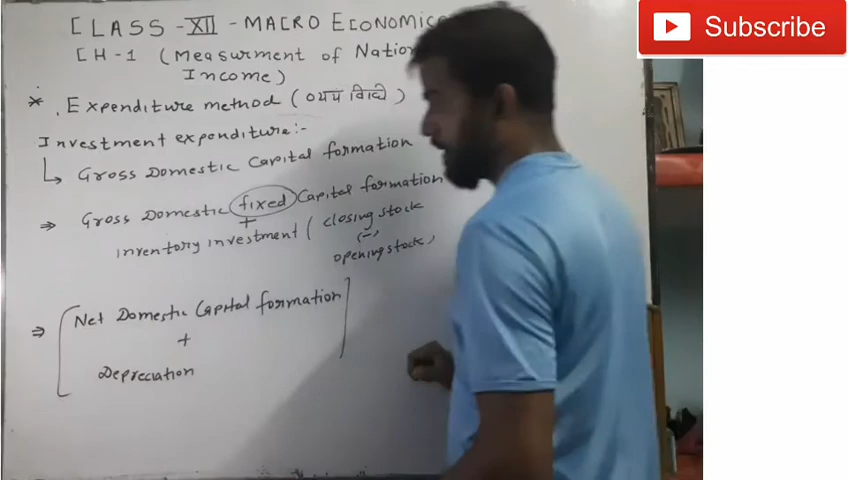 CLASS-XII-MACRO ECONOMICS
CH-1 (Measurment of Nation
Income)
* . Expenditure method (व्यय विधि)
Investment expenditure:-
↳ Gross Domestic Capital formation
⇒ Gross Domestic fixed Capital formation
+
inventory investment ( closing stock
(-)
opening stock)
⇒ [Net Domestic Capital formation]
+
Depreciation
Subscribe